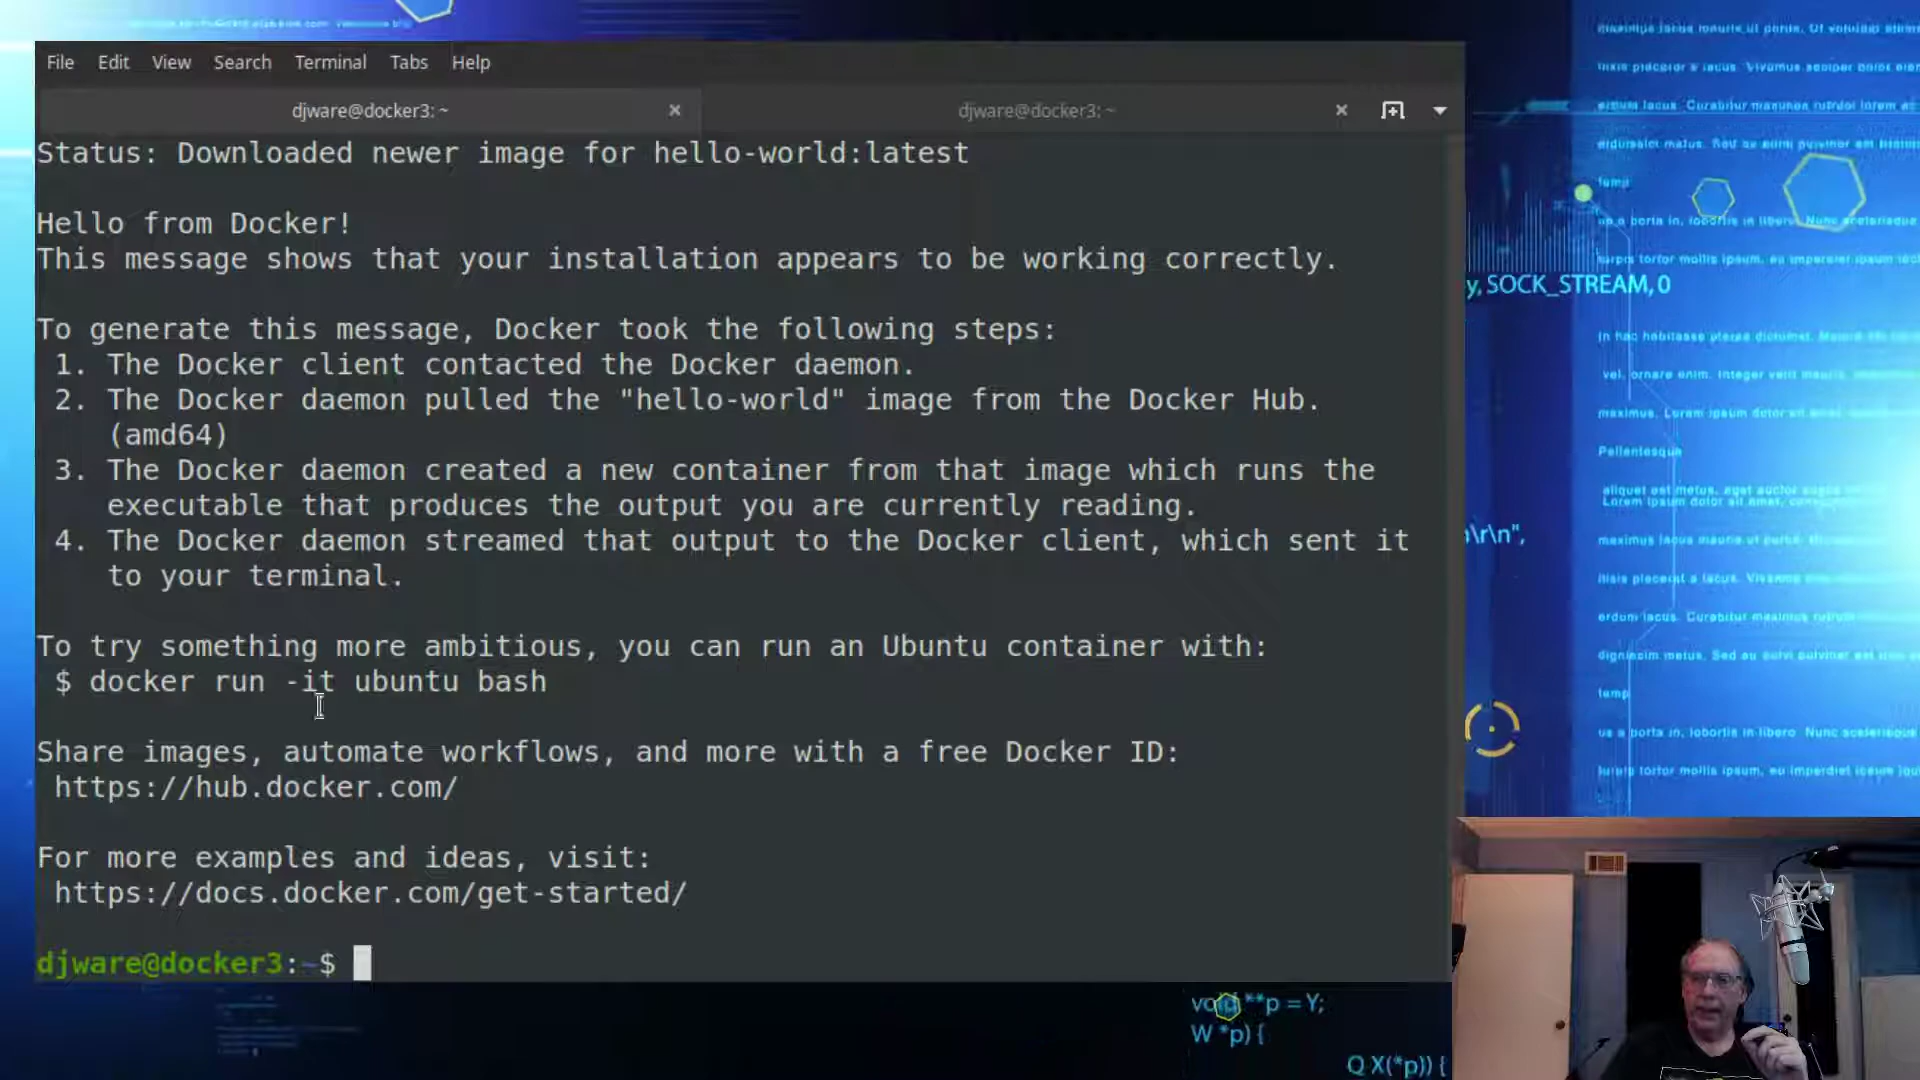 File Edit View Search Terminal Tabs Help
djware@docker3: ~ × djware@docker3: ~ ×
Status: Downloaded newer image for hello-world:latest
Hello from Docker!
This message shows that your installation appears to be working correctly.
To generate this message, Docker took the following steps:
1. The Docker client contacted the Docker daemon.
2. The Docker daemon pulled the "hello-world" image from the Docker Hub.
(amd64)
3. The Docker daemon created a new container from that image which runs the
executable that produces the output you are currently reading.
4. The Docker daemon streamed that output to the Docker client, which sent it
to your terminal.
To try something more ambitious, you can run an Ubuntu container with:
$ docker run -it ubuntu bash
Share images, automate workflows, and more with a free Docker ID:
https://hub.docker.com/
For more examples and ideas, visit:
https://docs.docker.com/get-started/
djware@docker3:~$
y, SOCK_STREAM, 0
\r\n",
void **p = Y;
W *p) {
Q X(*p)) {